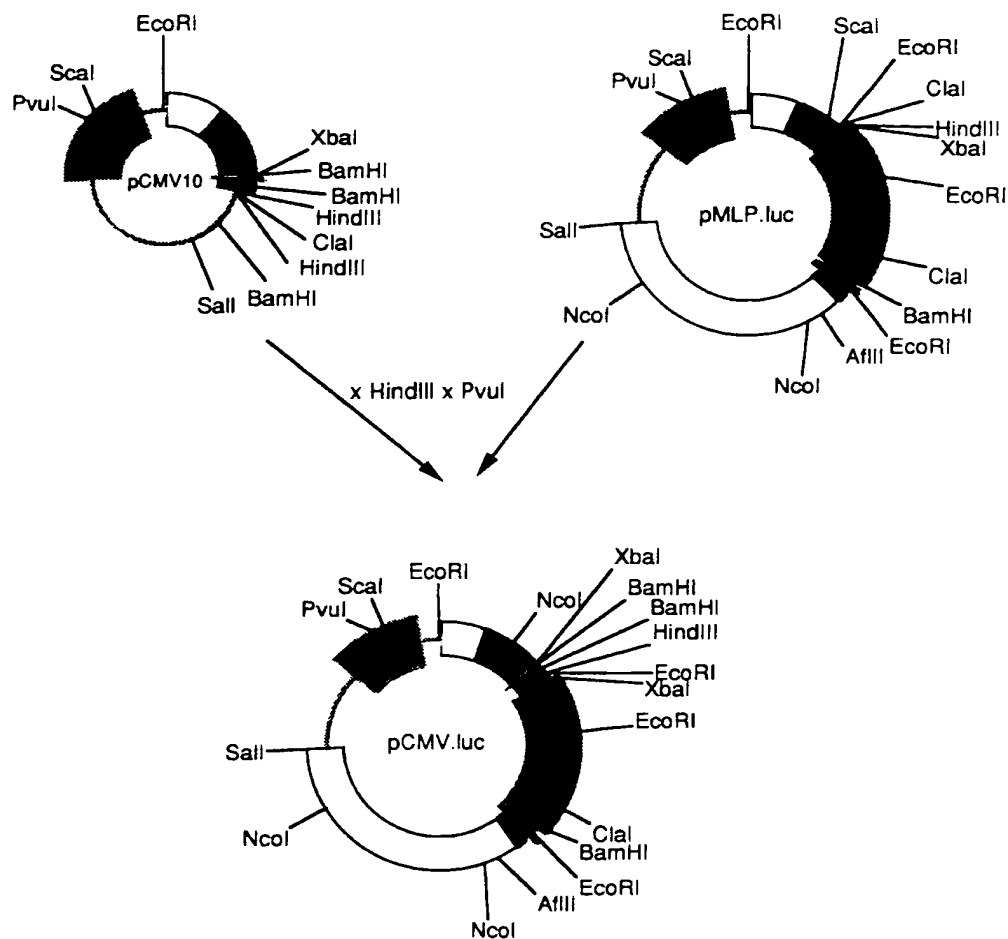 EcoRI
ScaI
PvuI
XbaI
BamHI
BamHI
HindIII
ClaI
HindIII
BamHI
SalI
pCMV10
EcoRI
ScaI
PvuI
ScaI
EcoRI
ClaI
HindIII
XbaI
EcoRI
ClaI
BamHI
EcoRI
AflII
NcoI
NcoI
SalI
pMLP.luc
x HindIII x PvuI
EcoRI
ScaI
PvuI
NcoI
XbaI
BamHI
BamHI
HindIII
EcoRI
XbaI
EcoRI
ClaI
BamHI
EcoRI
AflII
NcoI
NcoI
SalI
pCMV.luc